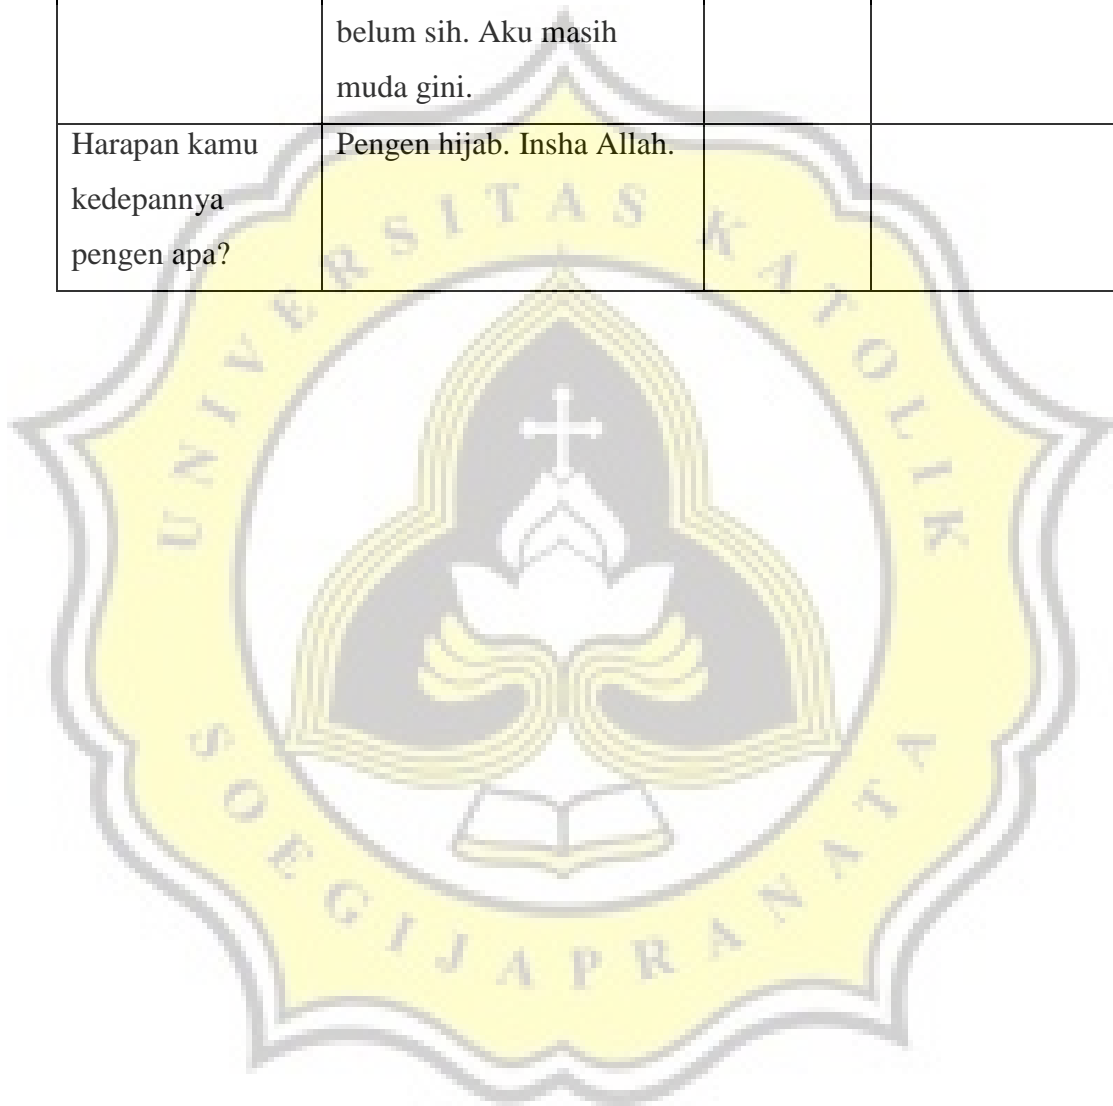 belum sih. Aku masih
muda gini.
Harapan kamu
kedepannya
pengen apa?
Pengen hijab. Insha Allah.
UNIVERSITAS KATOLIK
SOEGIJAPRANATA